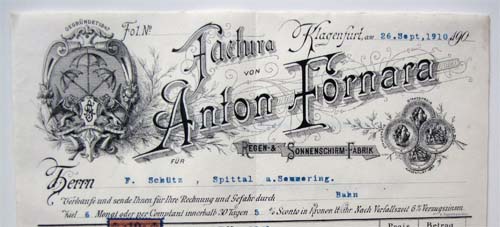 GEGRÜNDET 1847
Fol. No
Klagenfurt, am 26. Sept. 1910 190
Factura
VON
Anton Fornara
REGEN- & SONNENSCHIRM-FABRIK
FÜR
Herrn F. Schütz , Spittal a.Semmering.
Verkaufe und sende Ihnen für Ihre Rechnung und Gefahr durch Bahn
Ziel 6 Monat oder per Comptant innerhalb 30 Tagen 5 % Sconto in Kronen Nach Verfallszeit 6% Verzugszinsen.
Preis Betrag